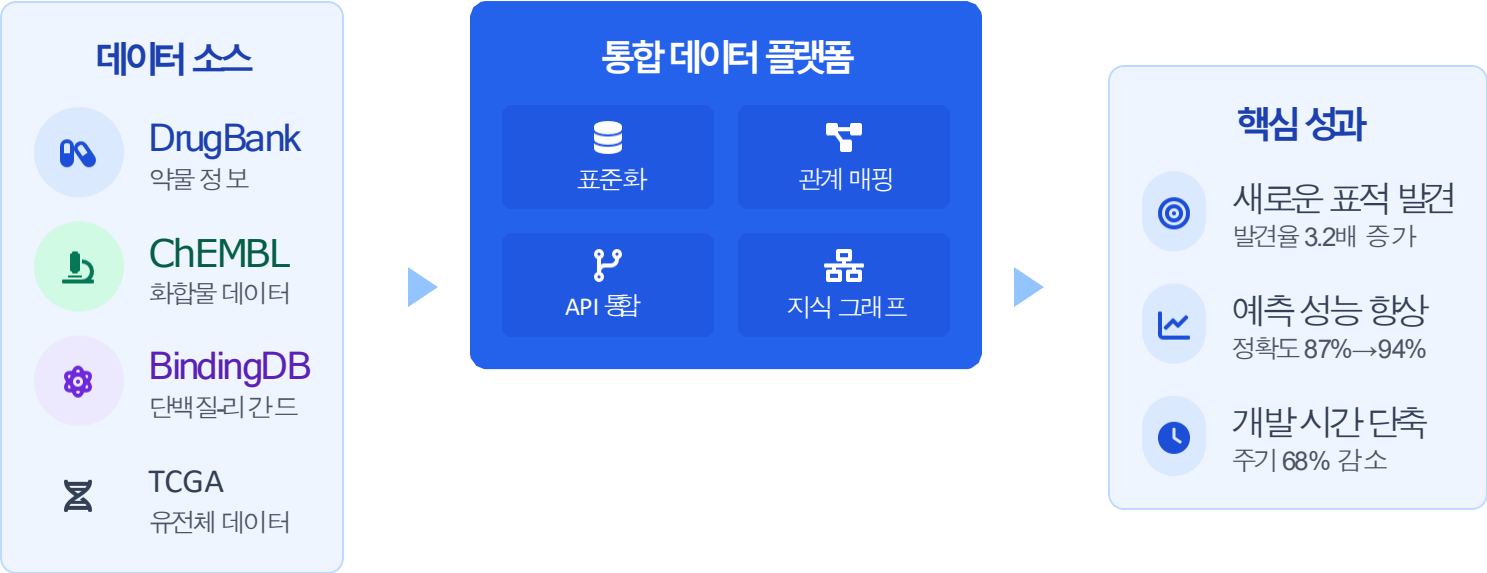 데이터 소스
DrugBank
약물 정보
ChEMBL
화합물 데이터
BindingDB
단백질-리간드
TCGA
유전체 데이터
통합 데이터 플랫폼
표준화
관계 매핑
API 통합
지식 그래프
핵심 성과
새로운 표적 발견
발견율 3.2배 증가
예측 성능 향상
정확도 87%→94%
개발 시간 단축
주기 68% 감소